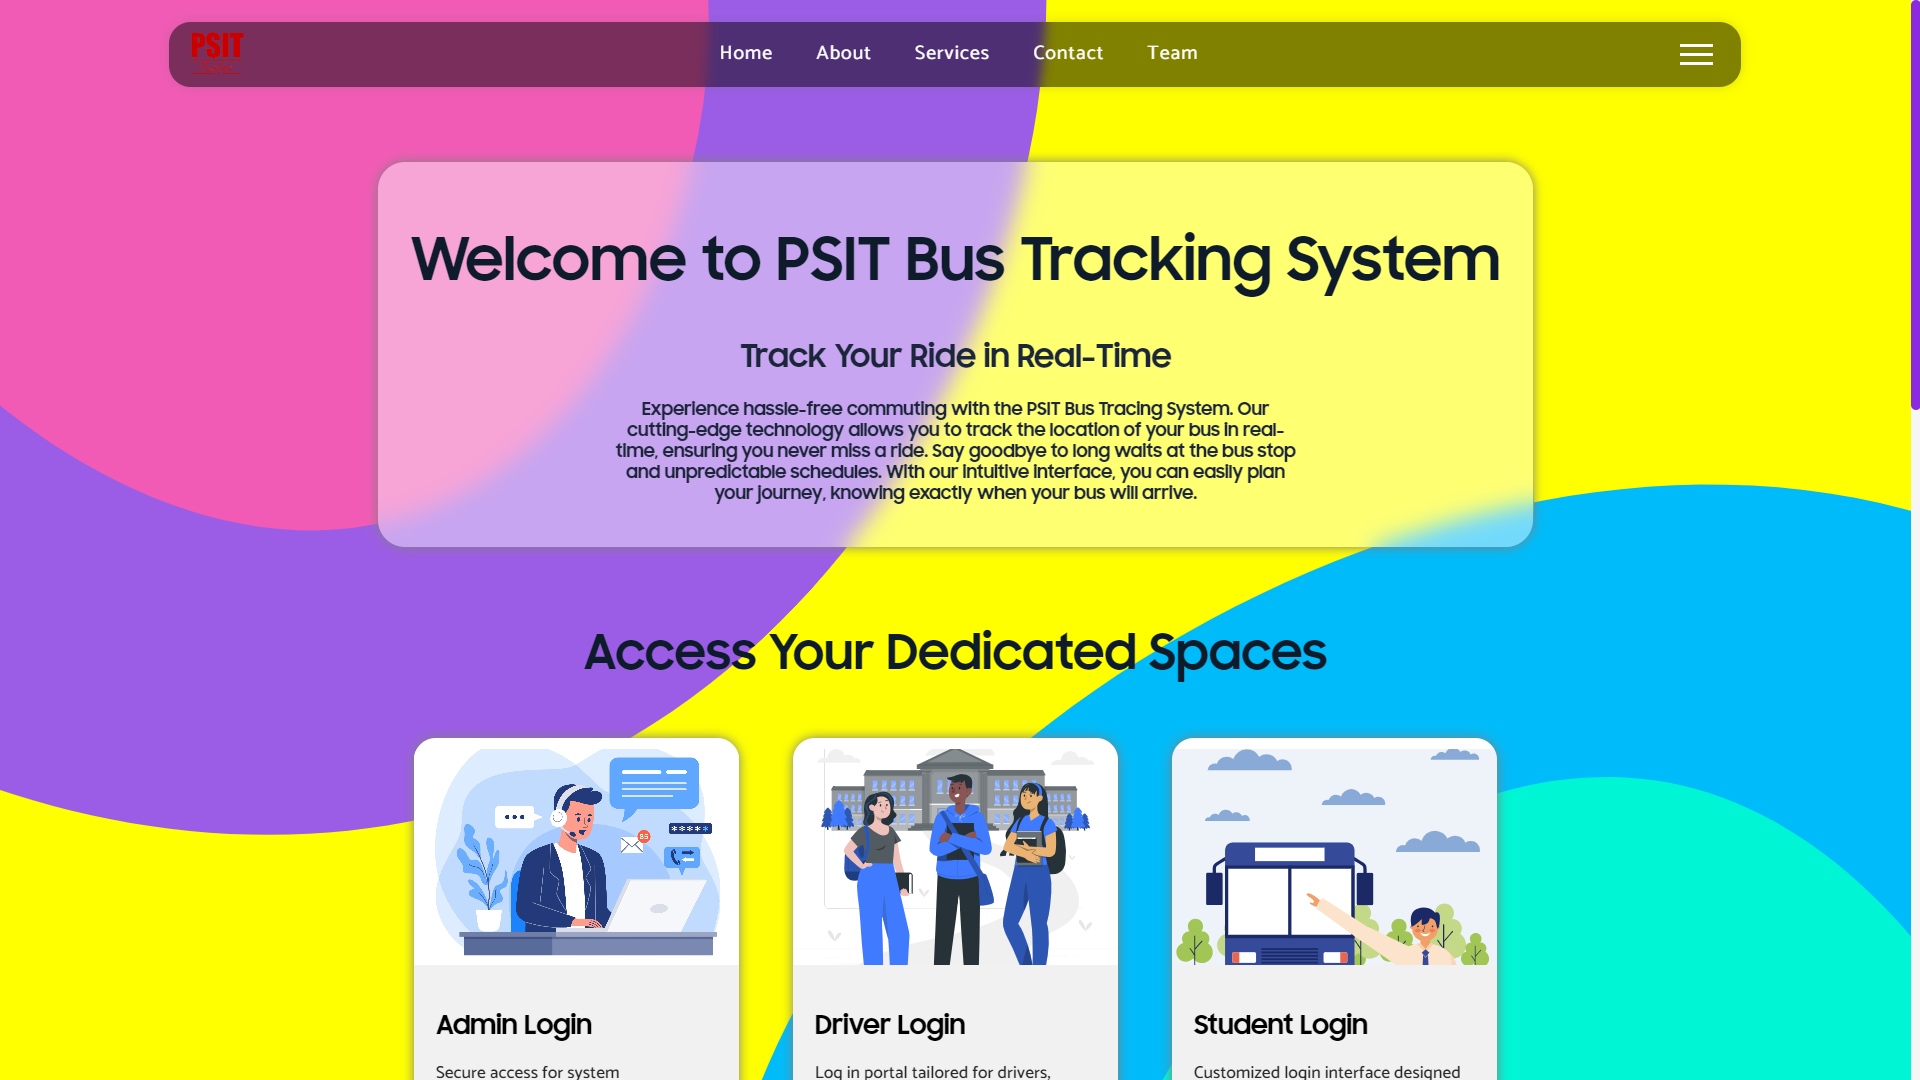 PSIT
Home
About
Services
Contact
Team
Welcome to PSIT Bus Tracking System
Track Your Ride in Real-Time
Experience hassle-free commuting with the PSIT Bus Tracing System. Our
cutting-edge technology allows you to track the location of your bus in real-
time, ensuring you never miss a ride. Say goodbye to long waits at the bus stop
and unpredictable schedules. With our intuitive interface, you can easily plan
your journey, knowing exactly when your bus will arrive.
Access Your Dedicated Spaces
85
*****
Admin Login
Secure access for system
Driver Login
Log in portal tailored for drivers,
Student Login
Customized login interface designed